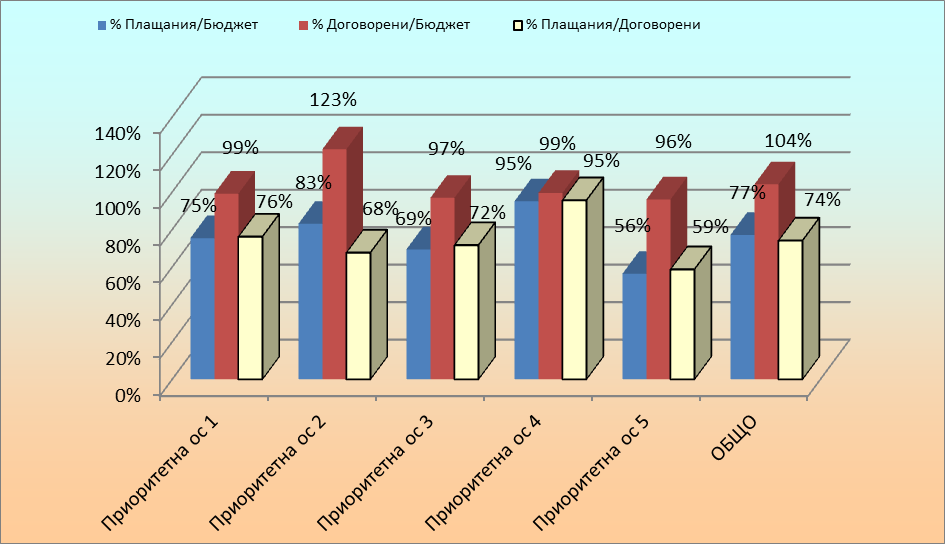 % Плащания/Бюджет % Договорени/Бюджет % Плащания/Договорени
140%
120%
100%
80%
60%
40%
20%
0%
75% 99% 76%
83% 123% 68%
69% 97% 72%
95% 99% 95%
56% 96% 59%
77% 104% 74%
Приоритетна ос 1
Приоритетна ос 2
Приоритетна ос 3
Приоритетна ос 4
Приоритетна ос 5
ОБЩО